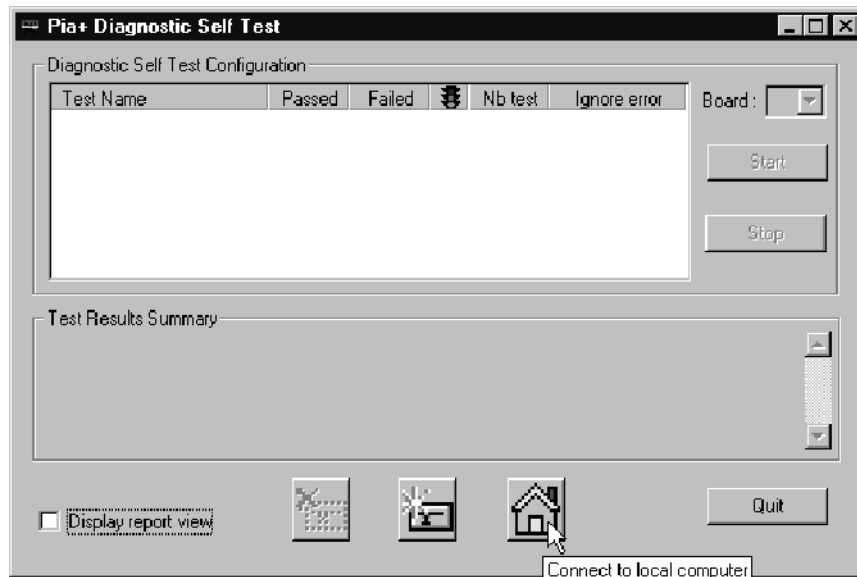 Pia+ Diagnostic Self Test
Diagnostic Self Test Configuration
Test Name Passed Failed Nb test Ignore error Board :
Start
Stop
Test Results Summary
Display report view
Quit
Connect to local computer